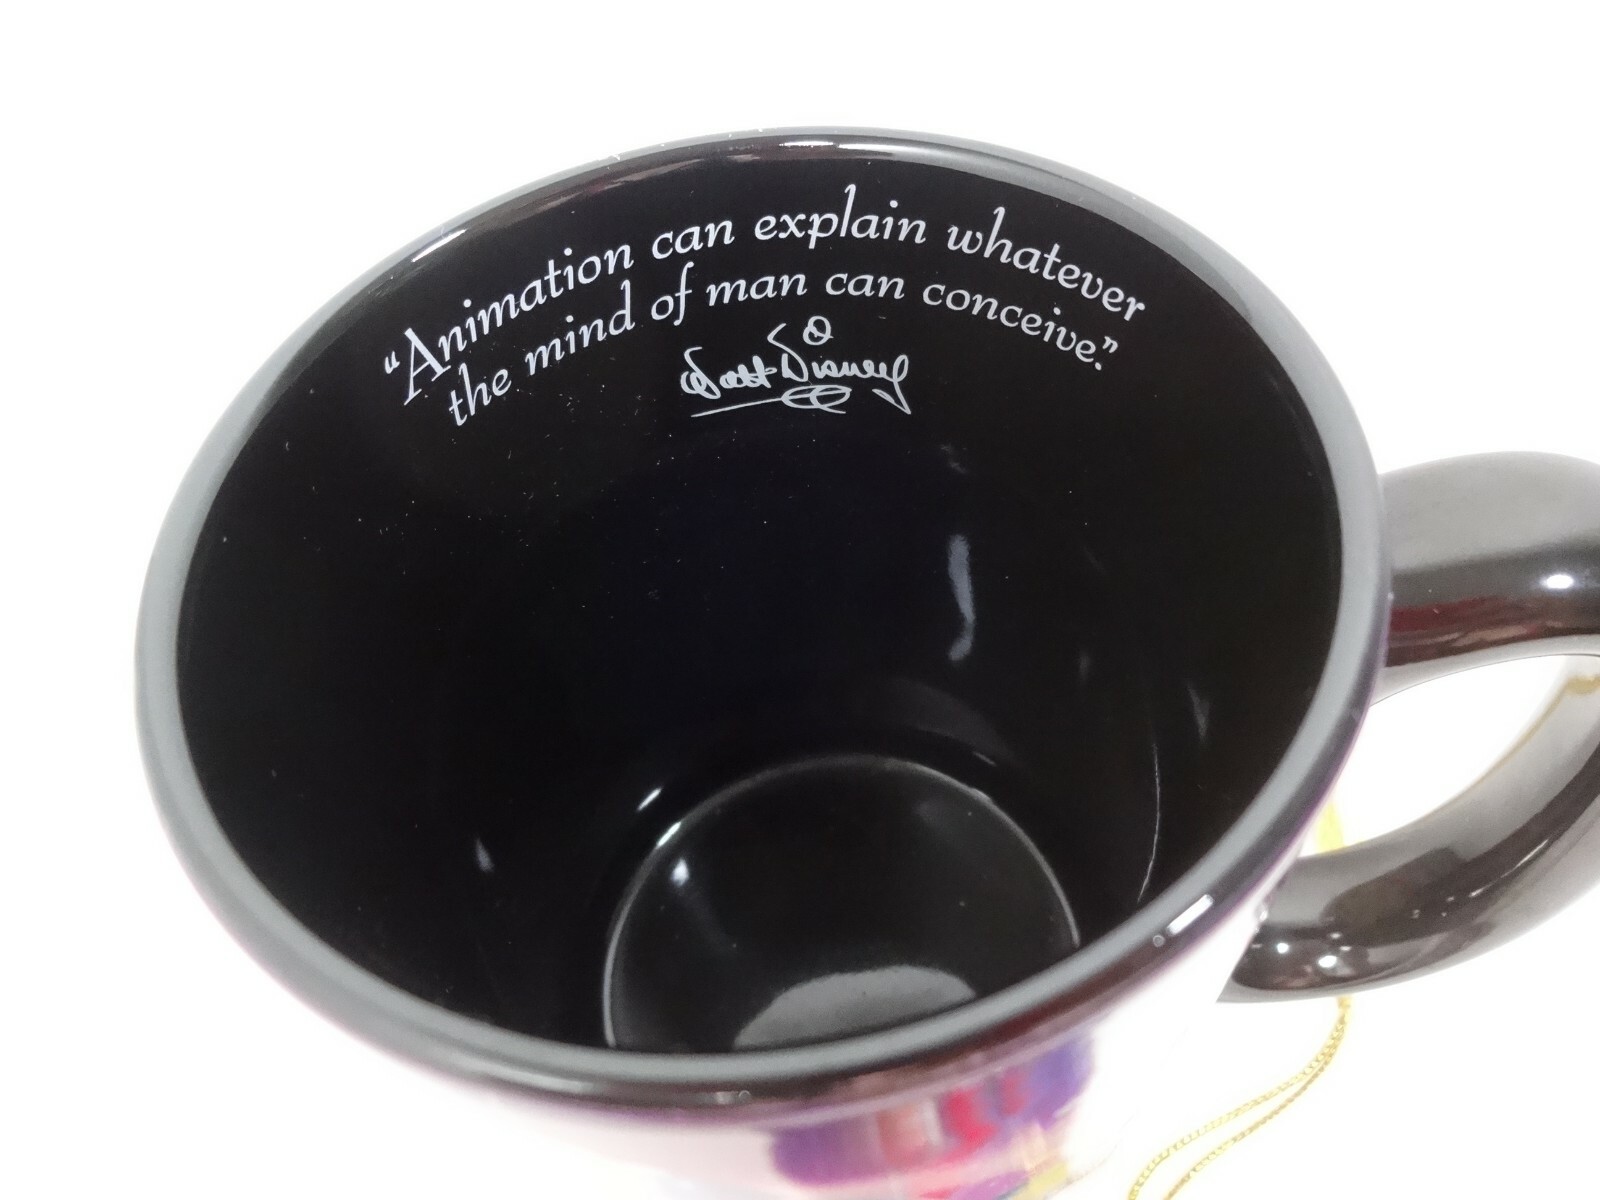 “Animation can explain whatever
the mind of man can conceive.”
Walt Disney